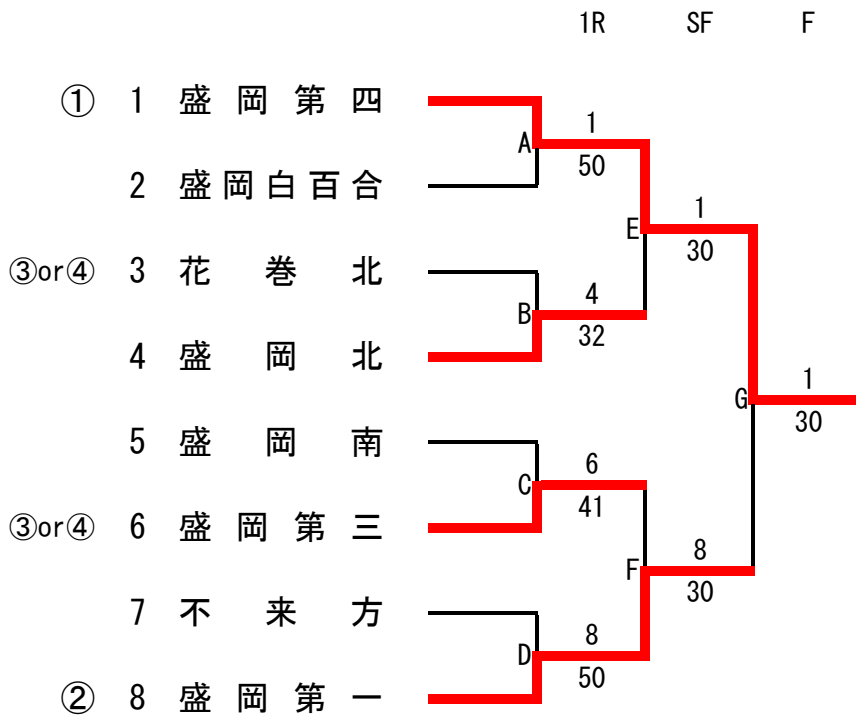 1R SF F
① 1 盛岡第四
1
A
50
2 盛岡白百合
1
E
30
③or④ 3 花巻北
4
B
32
4 盛岡北
1
G
30
5 盛岡南
6
C
41
③or④ 6 盛岡第三
8
F
30
7 不来方
8
D
50
② 8 盛岡第一